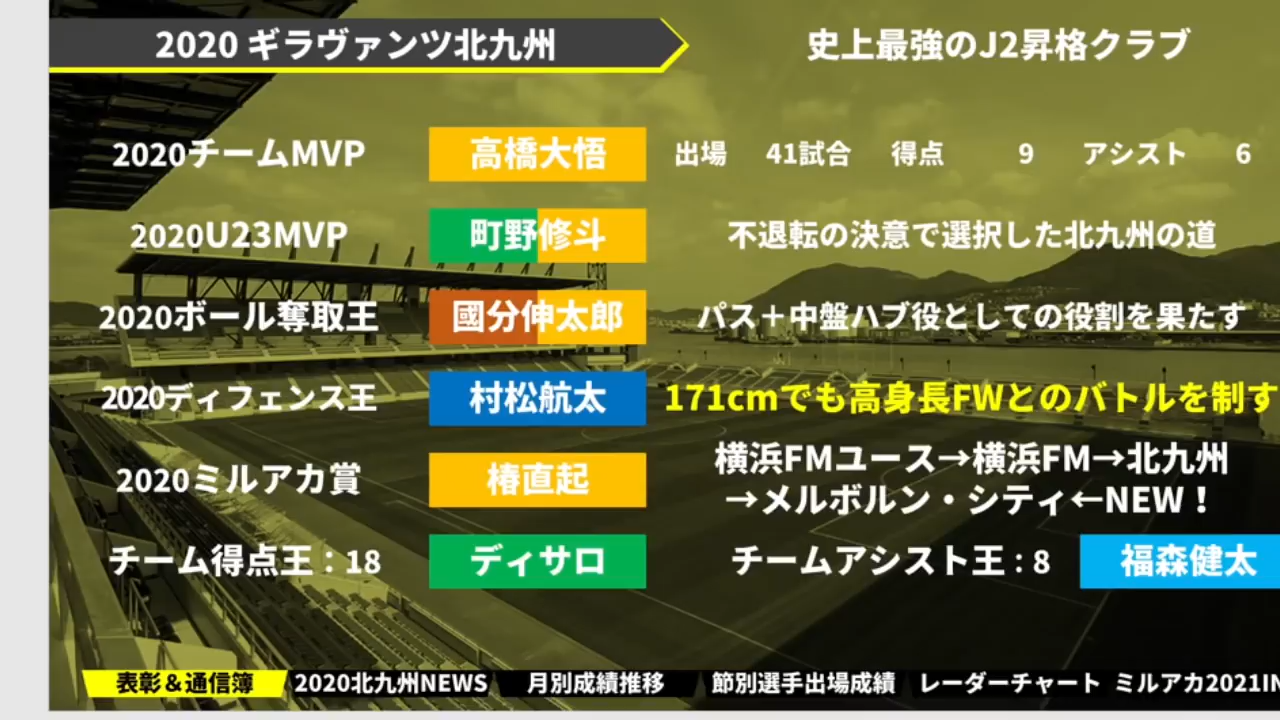 2020 ギラヴァンツ北九州
史上最強のJ2昇格クラブ
2020チームMVP 高橋大悟 出場 41試合 得点 9 アシスト 6
2020U23MVP 町野修斗 不退転の決意で選択した北九州の道
2020ボール奪取王 國分伸太郎 パス＋中盤ハブ役としての役割を果たす
2020ディフェンス王 村松航太 171cmでも高身長FWとのバトルを制す
2020ミルアカ賞 椿直起 横浜FMユース→横浜FM→北九州
→メルボルン・シティ←NEW！
チーム得点王：18 ディサロ チームアシスト王：8 福森健太
表彰＆通信簿 2020北九州NEWS 月別成績推移 節別選手出場成績 レーダーチャート ミルアカ2021IN